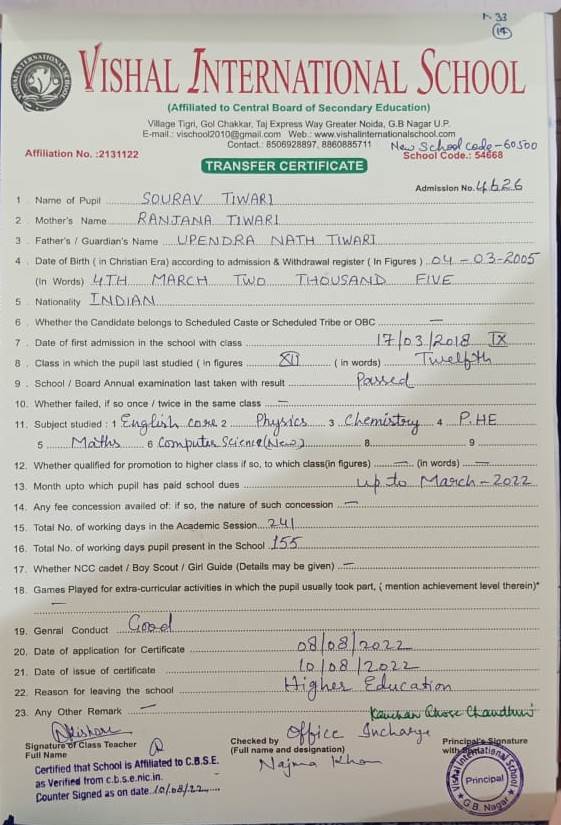 33
(14)
VISHAL INTERNATIONAL SCHOOL
VISHAL INTERNATIONAL SCHOOL
(Affiliated to Central Board of Secondary Education)
Village Tigri, Gol Chakkar, Taj Express Way Greater Noida, G.B Nagar U.P.
E-mail.: vischool2010@gmail.com Web.: www.vishalinternationalschool.com
Contact.: 8506928897, 8860885711 New School code - 60500
Affiliation No. :2131122 School Code.: 54668
TRANSFER CERTIFICATE
Admission No. 4626
1 . Name of Pupil SOURAV TIWARI
2 . Mother's Name RANJANA TIWARI
3 . Father's / Guardian's Name UPENDRA NATH TIWARI
4 . Date of Birth ( in Christian Era) according to admission & Withdrawal register ( In Figures ) 04 - 03-2005
(In Words) 4TH MARCH TWO THOUSAND FIVE
5 . Nationality INDIAN
6 . Whether the Candidate belongs to Scheduled Caste or Scheduled Tribe or OBC —
7 . Date of first admission in the school with class 17/03/2018 IX
8 . Class in which the pupil last studied ( in figures XII ( in words) Twelfth
9 . School / Board Annual examination last taken with result Passed
10. Whether failed, if so once / twice in the same class —
11. Subject studied : 1 English core 2 Physics 3 Chemistry 4 P.HE
5 Maths 6 Computer Science (New) 8 9
12. Whether qualified for promotion to higher class if so, to which class(in figures) — (in words) —
13. Month upto which pupil has paid school dues up to March - 2022
14. Any fee concession availed of: if so, the nature of such concession —
15. Total No. of working days in the Academic Session 241
16. Total No. of working days pupil present in the School 155
17. Whether NCC cadet / Boy Scout / Girl Guide (Details may be given) —
18. Games Played for extra-curricular activities in which the pupil usually took part, ( mention achievement level therein)*
—
19. Genral Conduct Good
20. Date of application for Certificate 08/08/2022
21. Date of issue of certificate 10/08/2022
22. Reason for leaving the school Higher Education
23. Any Other Remark —
Signature of Class Teacher Checked by Office Incharge Principal's Signature
Full Name (Full name and designation) Najma Khan with
Certified that School is Affiliated to C.B.S.E.
as Verified from c.b.s.e.nic.in.
Counter Signed as on date 10/08/22
Vishal International School
Principal
G.B. Nagar